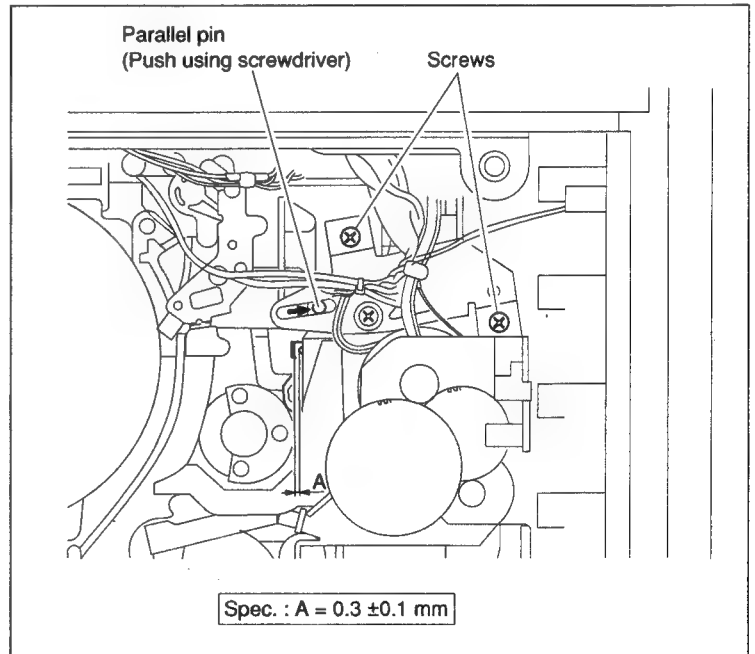 Parallel pin
(Push using screwdriver)
Screws
A
Spec. : A = 0.3 ±0.1 mm